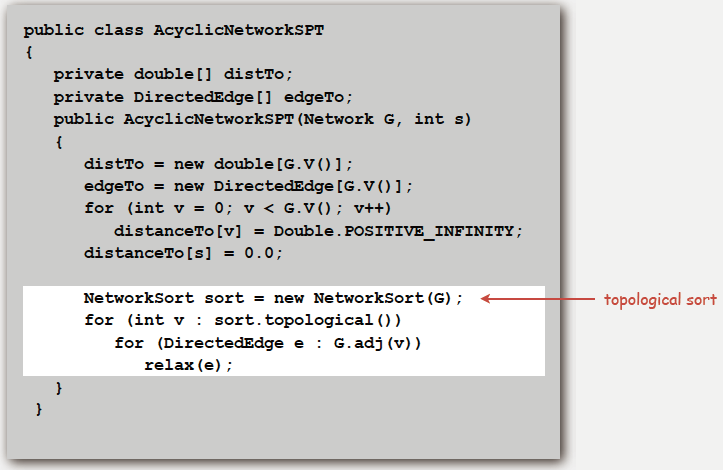 public class AcyclicNetworkSPT
{
private double[] distTo;
private DirectedEdge[] edgeTo;
public AcyclicNetworkSPT(Network G, int s)
{
distTo = new double[G.V()];
edgeTo = new DirectedEdge[G.V()];
for (int v = 0; v < G.V(); v++)
distanceTo[v] = Double.POSITIVE_INFINITY;
distanceTo[s] = 0.0;
NetworkSort sort = new NetworkSort(G); topological sort
for (int v : sort.topological())
for (DirectedEdge e : G.adj(v))
relax(e);
}
}